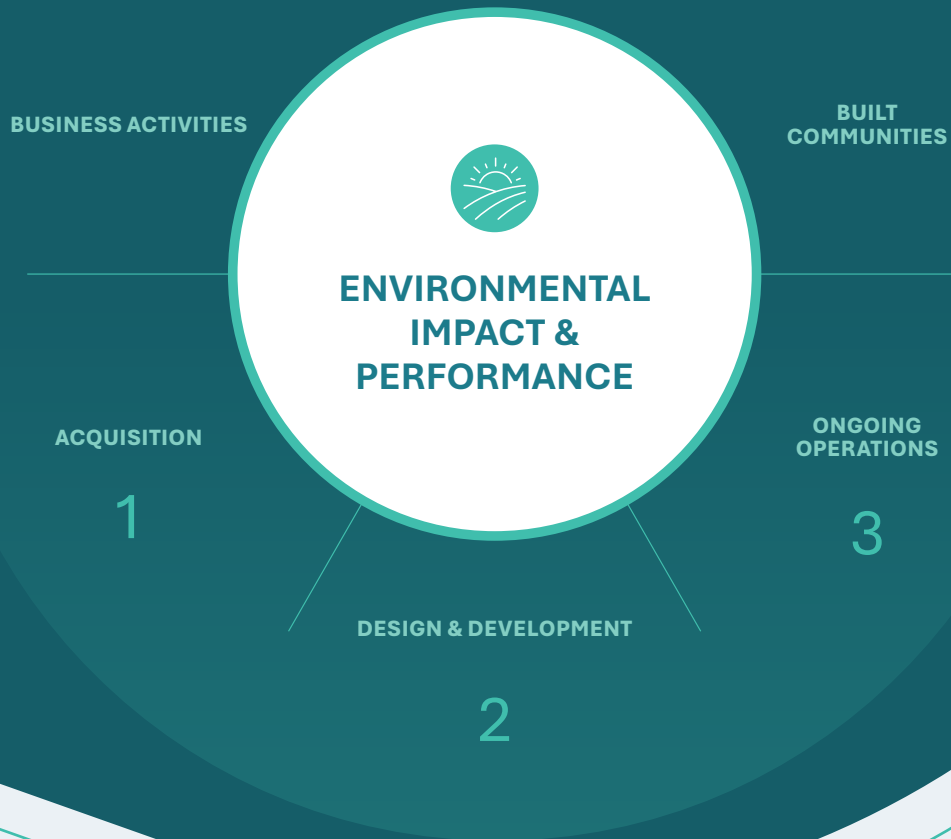 BUSINESS ACTIVITIES
BUILT
COMMUNITIES
ENVIRONMENTAL
IMPACT &
PERFORMANCE
ACQUISITION
1
ONGOING
OPERATIONS
3
DESIGN & DEVELOPMENT
2